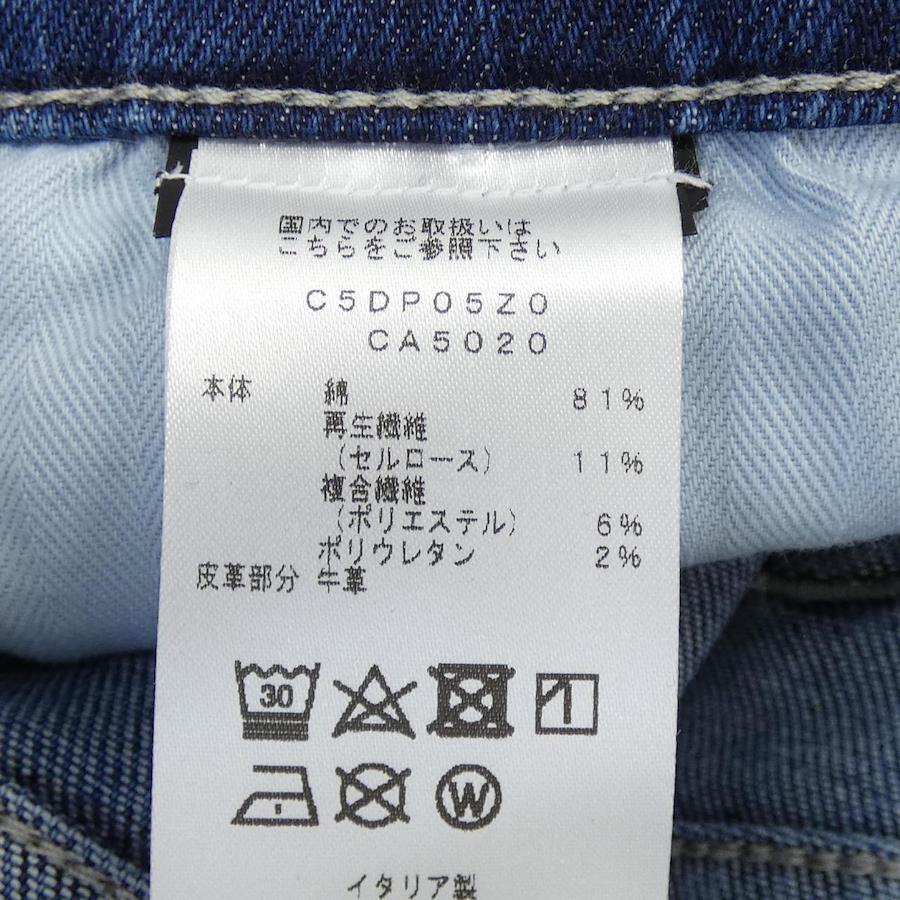 国内でのお取扱いは
こちらをご参照下さい
C5DP05Z0
CA5020
本体 綿 81%
再生繊維
(セルロース) 11%
複合繊維
(ポリエステル) 6%
ポリウレタン 2%
皮革部分 牛革
30
W
イタリア製